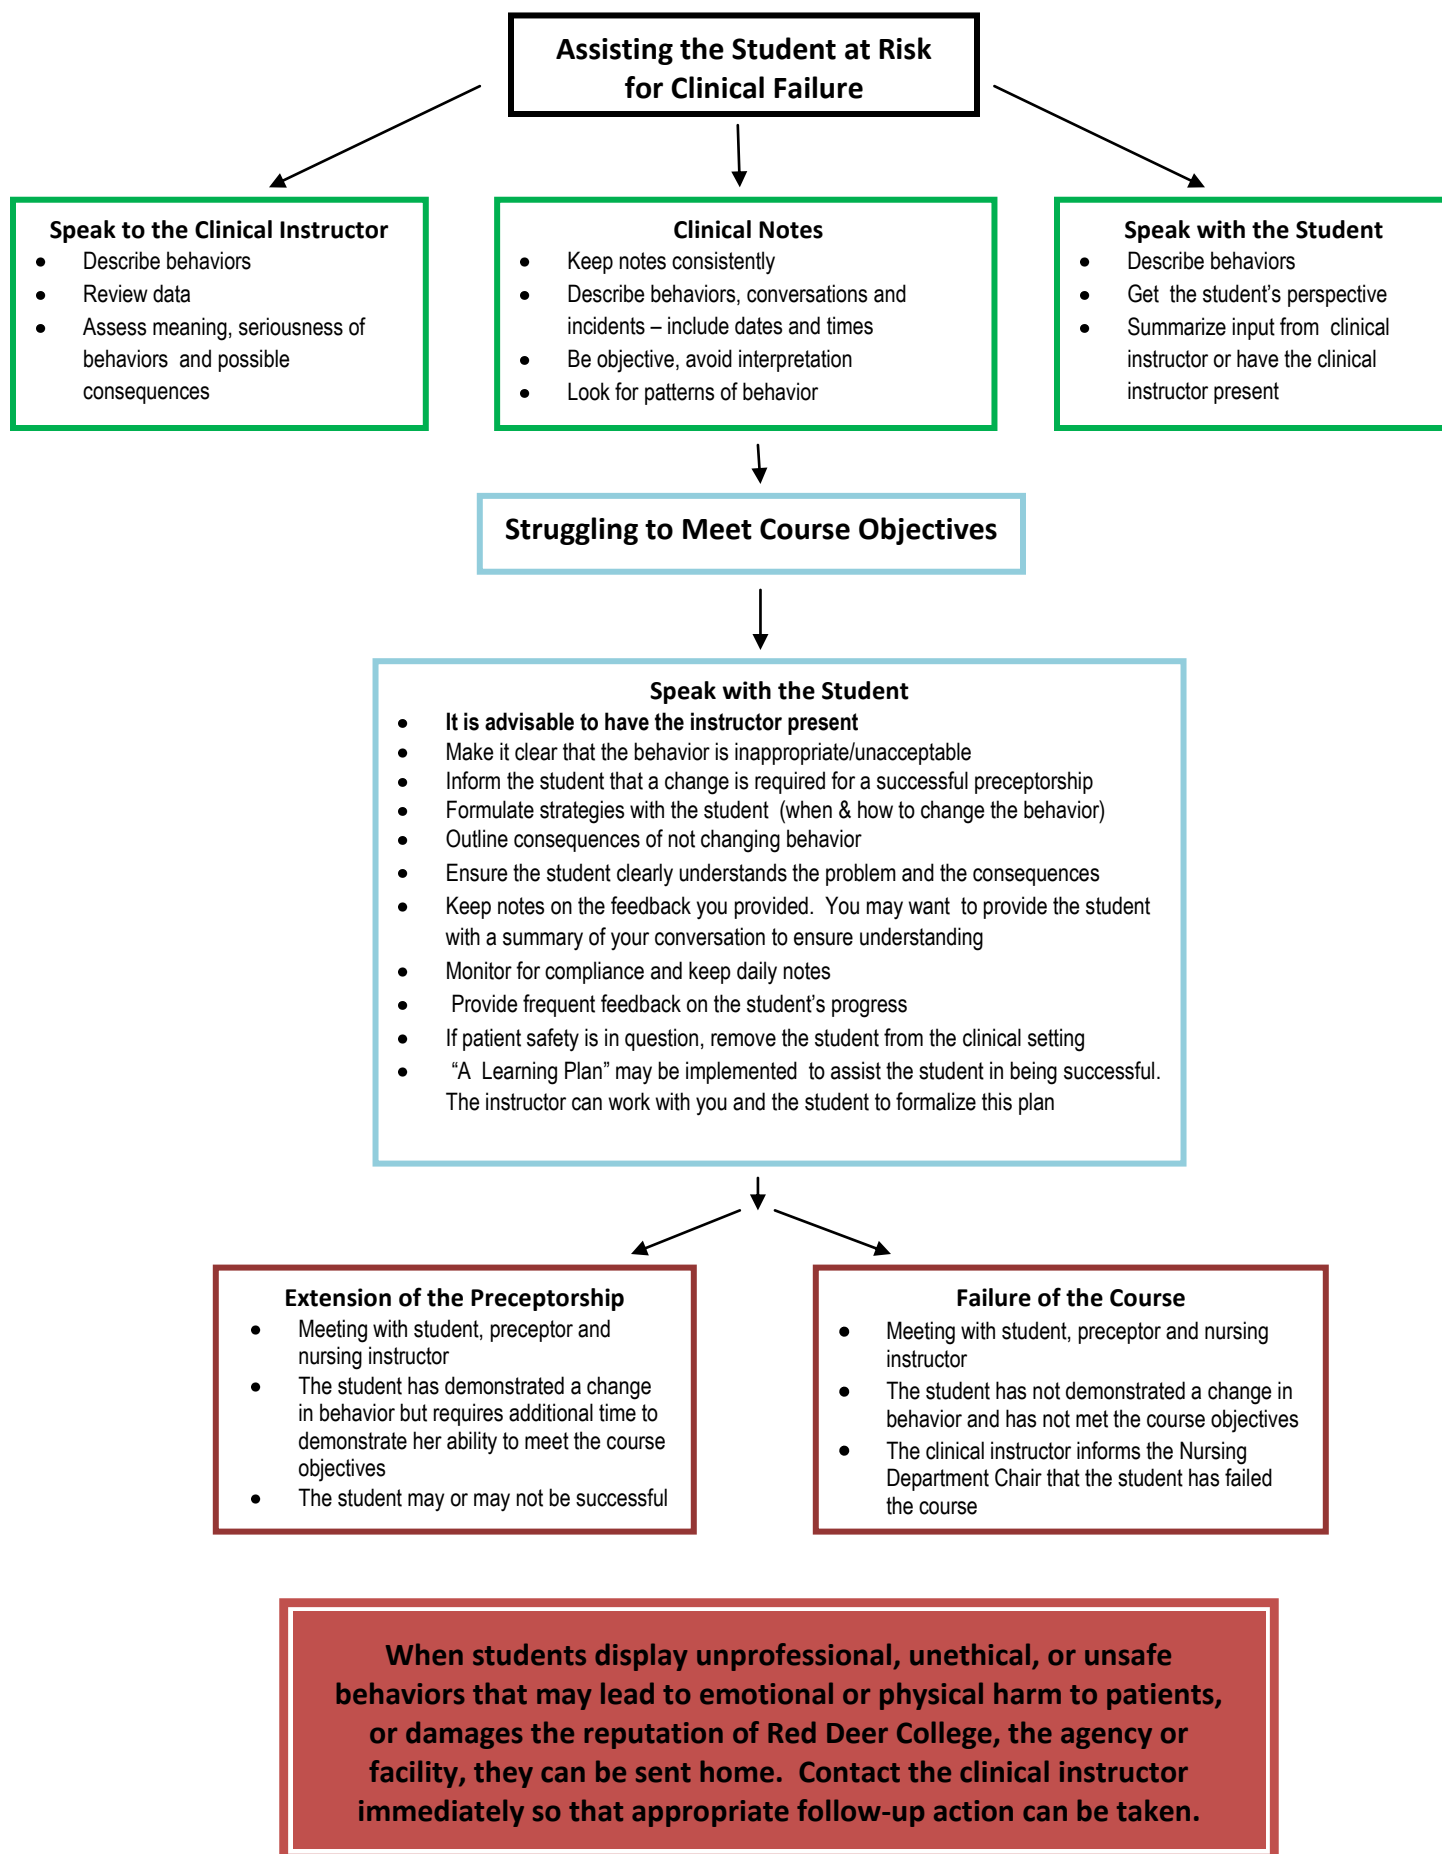 Assisting the Student at Risk
for Clinical Failure
Speak to the Clinical Instructor
• Describe behaviors
• Review data
• Assess meaning, seriousness of
behaviors and possible
consequences
Clinical Notes
• Keep notes consistently
• Describe behaviors, conversations and
incidents – include dates and times
• Be objective, avoid interpretation
• Look for patterns of behavior
Speak with the Student
• Describe behaviors
• Get the student’s perspective
• Summarize input from clinical
instructor or have the clinical
instructor present
Struggling to Meet Course Objectives
Speak with the Student
• It is advisable to have the instructor present
• Make it clear that the behavior is inappropriate/unacceptable
• Inform the student that a change is required for a successful preceptorship
• Formulate strategies with the student (when & how to change the behavior)
• Outline consequences of not changing behavior
• Ensure the student clearly understands the problem and the consequences
• Keep notes on the feedback you provided. You may want to provide the student
with a summary of your conversation to ensure understanding
• Monitor for compliance and keep daily notes
• Provide frequent feedback on the student’s progress
• If patient safety is in question, remove the student from the clinical setting
• “A Learning Plan” may be implemented to assist the student in being successful.
The instructor can work with you and the student to formalize this plan
Extension of the Preceptorship
• Meeting with student, preceptor and
nursing instructor
• The student has demonstrated a change
in behavior but requires additional time to
demonstrate her ability to meet the course
objectives
• The student may or may not be successful
Failure of the Course
• Meeting with student, preceptor and nursing
instructor
• The student has not demonstrated a change in
behavior and has not met the course objectives
• The clinical instructor informs the Nursing
Department Chair that the student has failed
the course
When students display unprofessional, unethical, or unsafe
behaviors that may lead to emotional or physical harm to patients,
or damages the reputation of Red Deer College, the agency or
facility, they can be sent home. Contact the clinical instructor
immediately so that appropriate follow-up action can be taken.